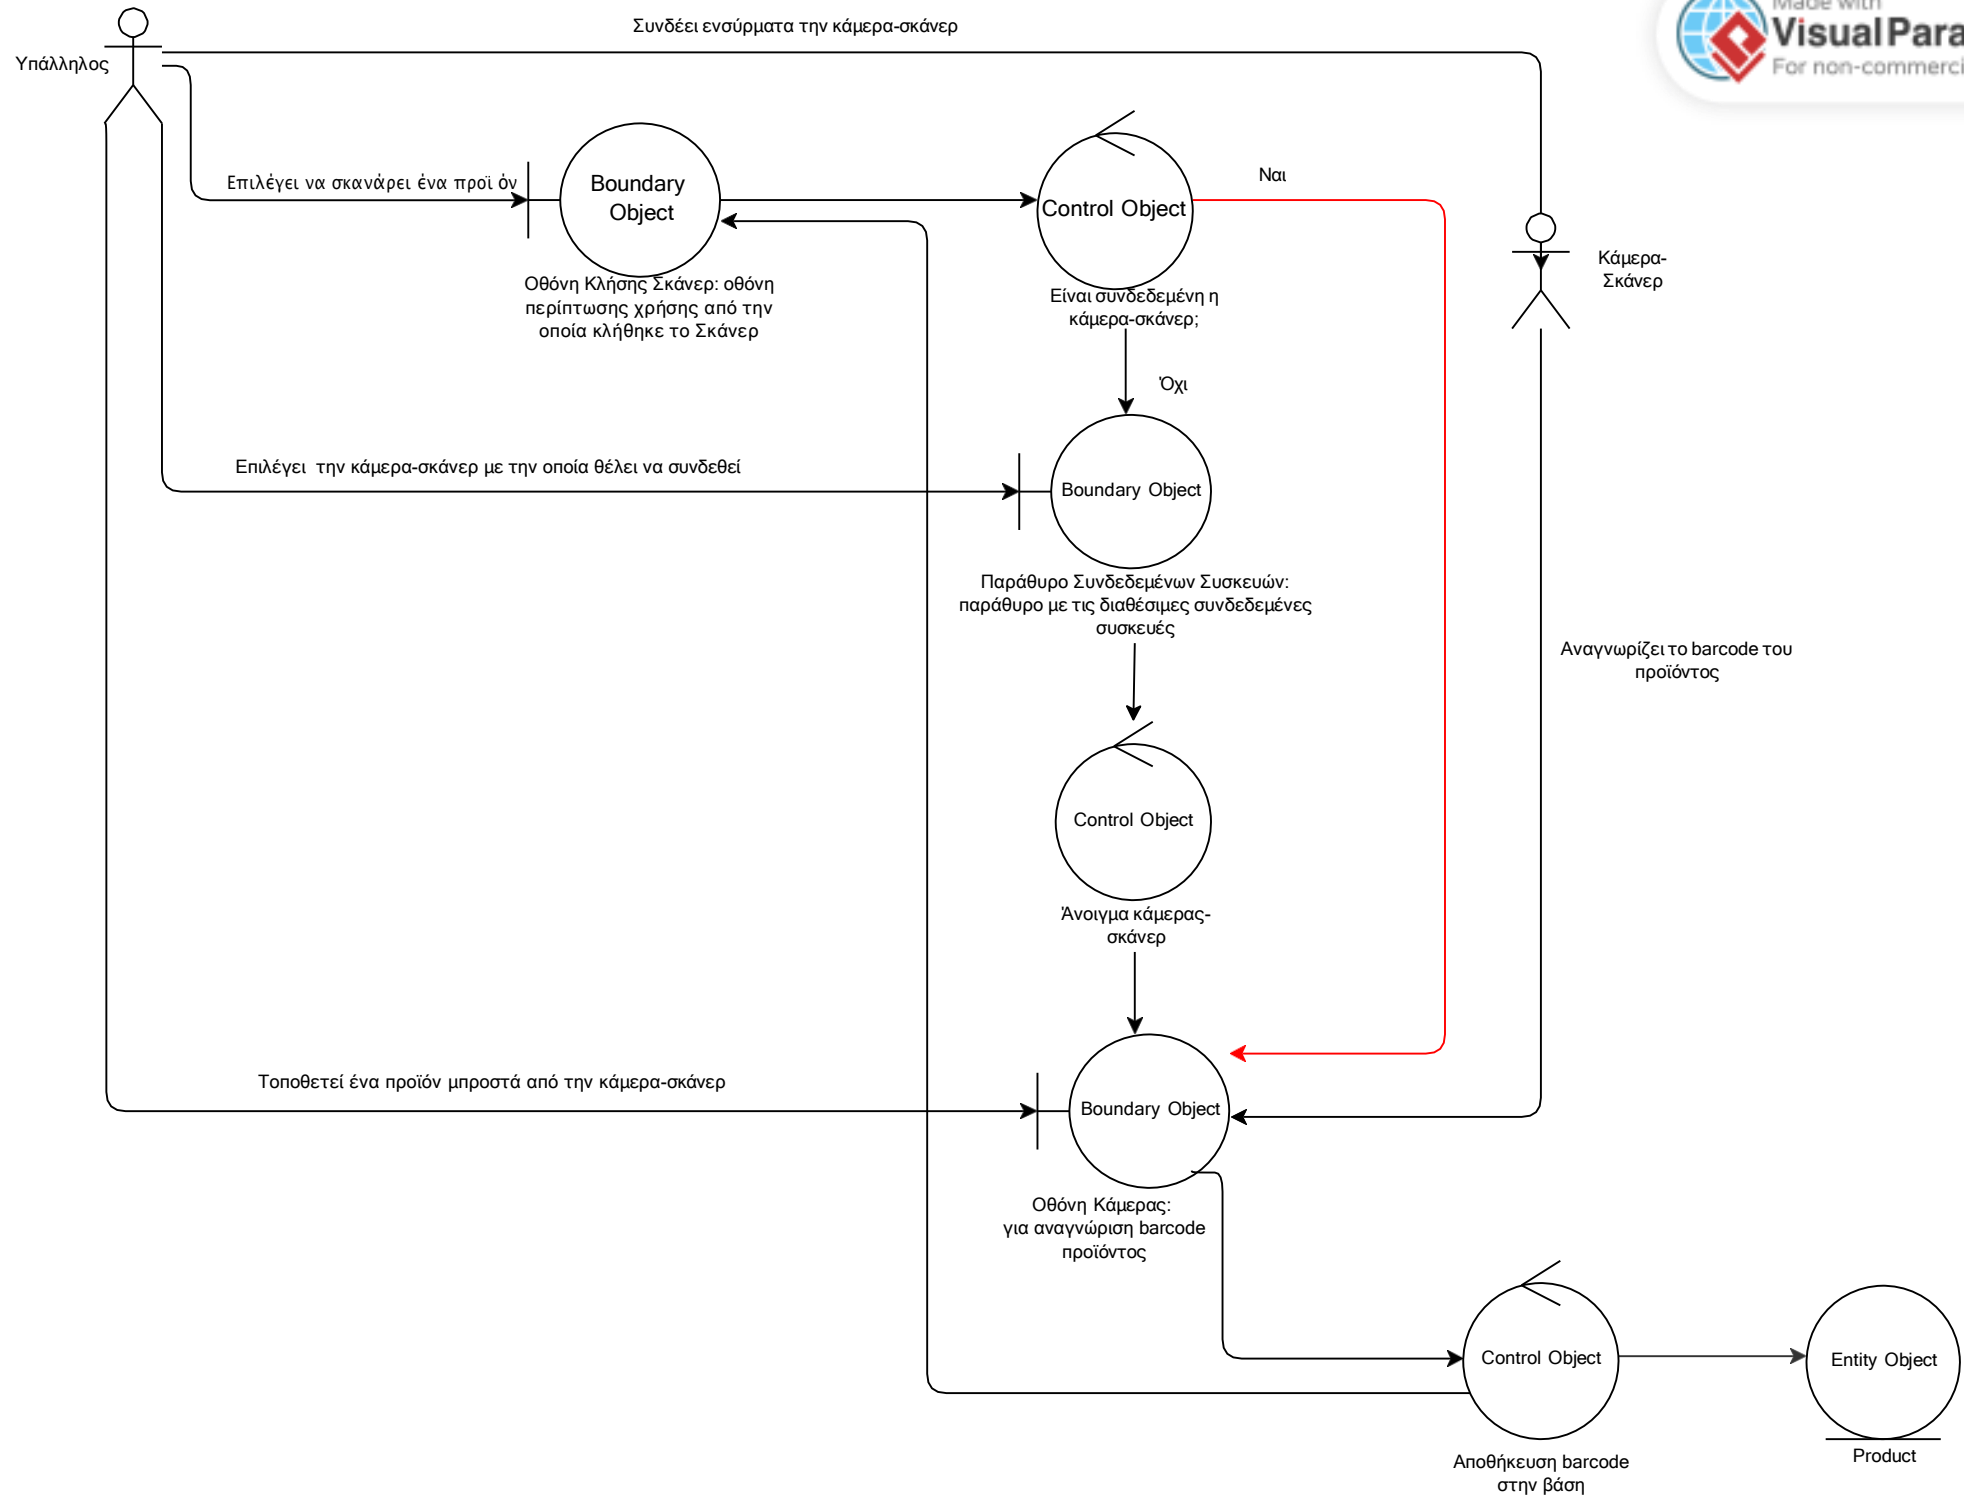 Συνδέει ενσύρματα την κάμερα-σκάνερ
Made with
Visual Para
For non-commerci
Υπάλληλος
Επιλέγει να σκανάρει ένα προϊόν
Boundary
Object
Control Object
Ναι
Οθόνη Κλήσης Σκάνερ: οθόνη
περίπτωσης χρήσης από την
οποία κλήθηκε το Σκάνερ
Είναι συνδεδεμένη η
κάμερα-σκάνερ;
Κάμερα-
Σκάνερ
Όχι
Επιλέγει την κάμερα-σκάνερ με την οποία θέλει να συνδεθεί
Boundary Object
Παράθυρο Συνδεδεμένων Συσκευών:
παράθυρο με τις διαθέσιμες συνδεδεμένες
συσκευές
Αναγνωρίζει το barcode του
προϊόντος
Control Object
Άνοιγμα κάμερας-
σκάνερ
Τοποθετεί ένα προϊόν μπροστά από την κάμερα-σκάνερ
Boundary Object
Οθόνη Κάμερας:
για αναγνώριση barcode
προϊόντος
Control Object
Entity Object
Αποθήκευση barcode
στην βάση
Product